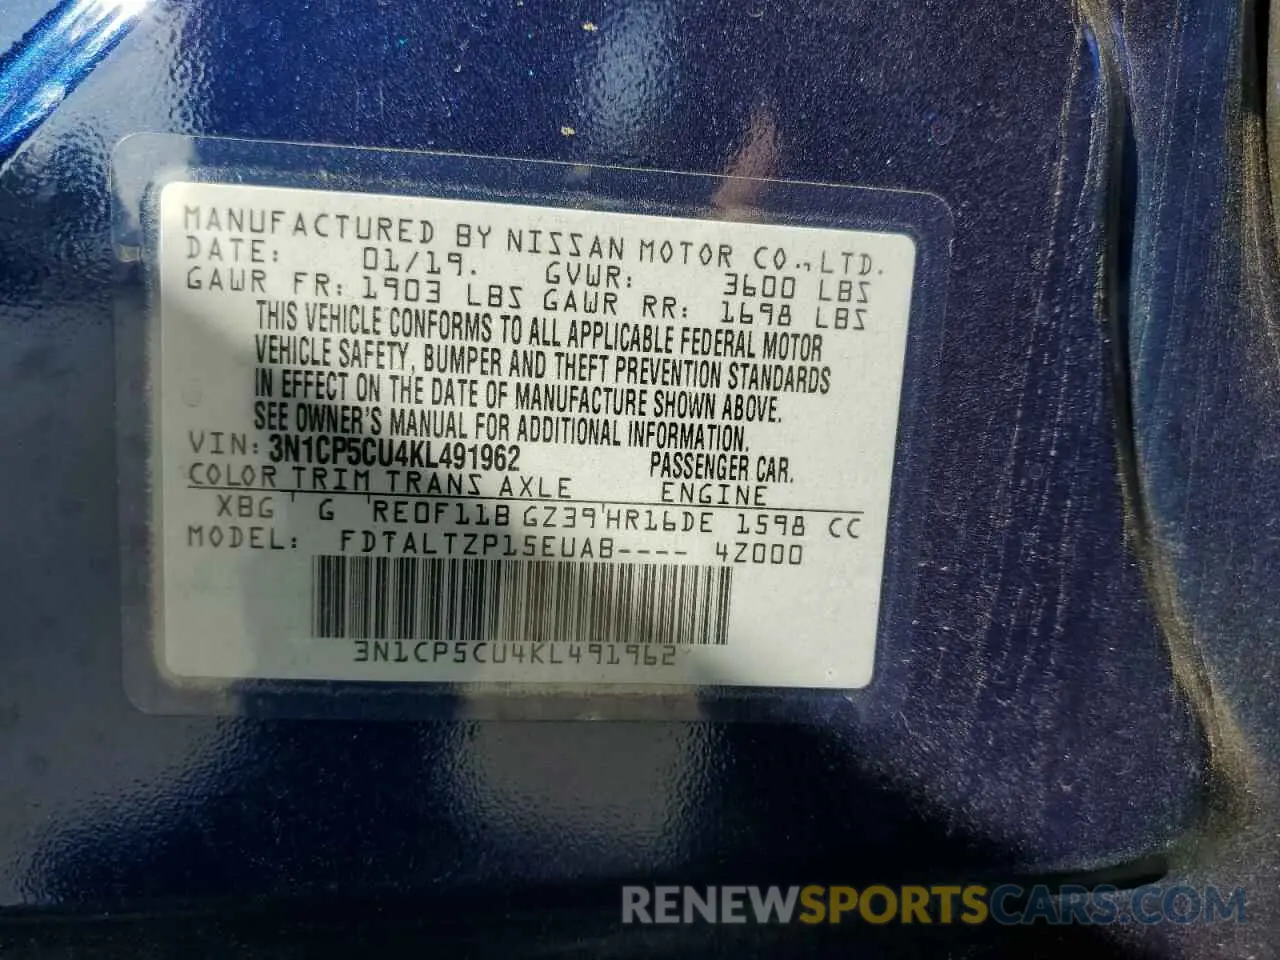 MANUFACTURED BY NISSAN MOTOR CO., LTD.
DATE: 01/19. GVWR: 3600 LBS
GAWR FR: 1903 LBS GAWR RR: 1698 LBS
THIS VEHICLE CONFORMS TO ALL APPLICABLE FEDERAL MOTOR
VEHICLE SAFETY, BUMPER AND THEFT PREVENTION STANDARDS
IN EFFECT ON THE DATE OF MANUFACTURE SHOWN ABOVE.
SEE OWNER'S MANUAL FOR ADDITIONAL INFORMATION.
VIN: 3N1CP5CU4KL491962 PASSENGER CAR.
COLOR TRIM TRANS AXLE ENGINE
XBG G RE0F11B GZ39 HR16DE 1598 CC
MODEL: FDTALTZP15EUAB---- 4Z000
3N1CP5CU4KL491962
RENEWSPORTSCARS.COM